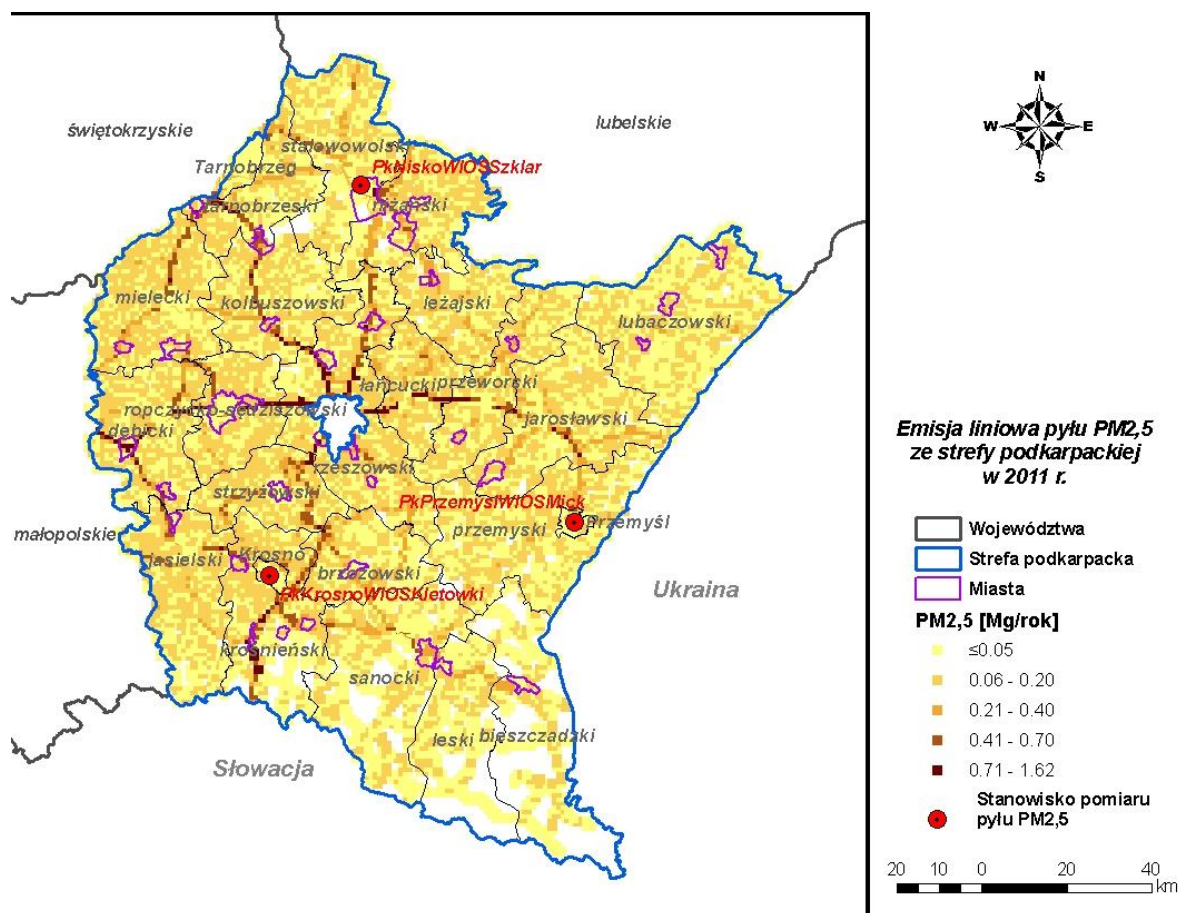 świętokrzyskie
lubelskie
stalowowolski
Tarnobrzeg
PkNiskoWIOSSzklar
tarnobrzeski
niżański
mielecki
kolbuszowski
leżajski
lubaczowski
łańcucki
przeworski
ropczycko-sędziszowski
jarosławski
dębicki
rzeszowski
strzyżowski
PkPrzemyslWIOSMick
małopolskie
przemyski
Przemyśl
jasielski
Krosno
brzozowski
Ukraina
PkKrosnoWIOSKletowki
krośnieński
sanocki
leski
bieszczadzki
Słowacja
N
W
E
S
Emisja liniowa pyłu PM2,5
ze strefy podkarpackiej
w 2011 r.
Województwa
Strefa podkarpacka
Miasta
PM2,5 [Mg/rok]
≤0.05
0.06 - 0.20
0.21 - 0.40
0.41 - 0.70
0.71 - 1.62
Stanowisko pomiaru
pyłu PM2,5
20 10 0 20 40
km